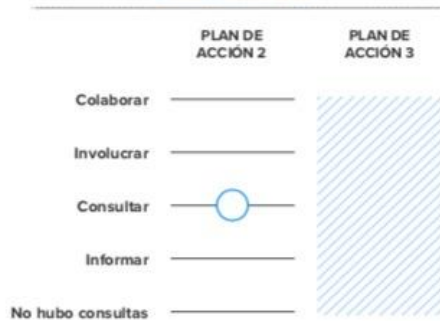 PLAN DE
ACCIÓN 2
PLAN DE
ACCIÓN 3
Colaborar
Involucrar
Consultar
Informar
No hubo consultas